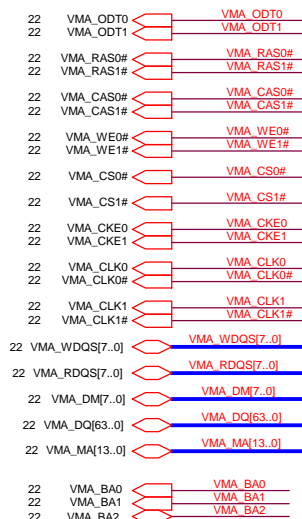 22 VMA_ODT0 VMA_ODT0
22 VMA_ODT1 VMA_ODT1
22 VMA_RAS0# VMA_RAS0#
22 VMA_RAS1# VMA_RAS1#
22 VMA_CAS0# VMA_CAS0#
22 VMA_CAS1# VMA_CAS1#
22 VMA_WE0# VMA_WE0#
22 VMA_WE1# VMA_WE1#
22 VMA_CS0# VMA_CS0#
22 VMA_CS1# VMA_CS1#
22 VMA_CKE0 VMA_CKE0
22 VMA_CKE1 VMA_CKE1
22 VMA_CLK0 VMA_CLK0
22 VMA_CLK0# VMA_CLK0#
22 VMA_CLK1 VMA_CLK1
22 VMA_CLK1# VMA_CLK1#
22 VMA_WDQS[7..0] VMA_WDQS[7..0]
22 VMA_RDQS[7..0] VMA_RDQS[7..0]
22 VMA_DM[7..0] VMA_DM[7..0]
22 VMA_DQ[63..0] VMA_DQ[63..0]
22 VMA_MA[13..0] VMA_MA[13..0]
22 VMA_BA0 VMA_BA0
22 VMA_BA1 VMA_BA1
22 VMA_BA2 VMA_BA2